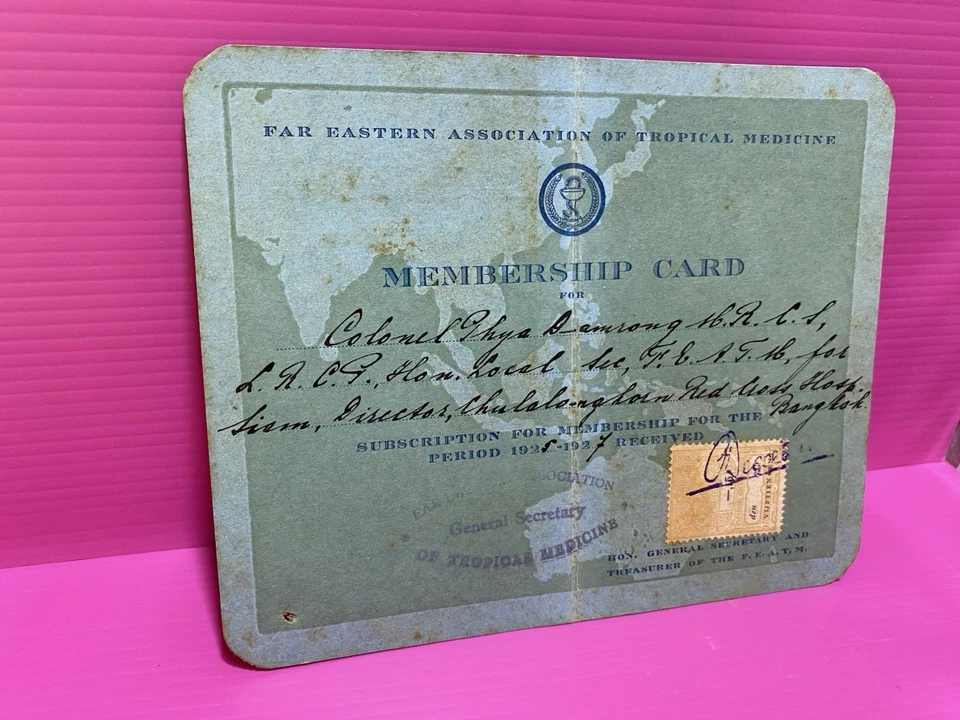 FAR EASTERN ASSOCIATION OF TROPICAL MEDICINE
MEMBERSHIP CARD
FOR
Colonel Phya Damrong M.R.C.S,
L.R.C.P., Hon. Local Sec, F.E.A.T.M, for
Siam, Director, Chulalongkorn Red Cross Hosp.
Bangkok
SUBSCRIPTION FOR MEMBERSHIP FOR THE
PERIOD 1925-1927 RECEIVED
ASSOCIATION
General Secretary
OF TROPICAL MEDICINE
HON. GENERAL SECRETARY AND
TREASURER OF THE F.E.A.T.M.